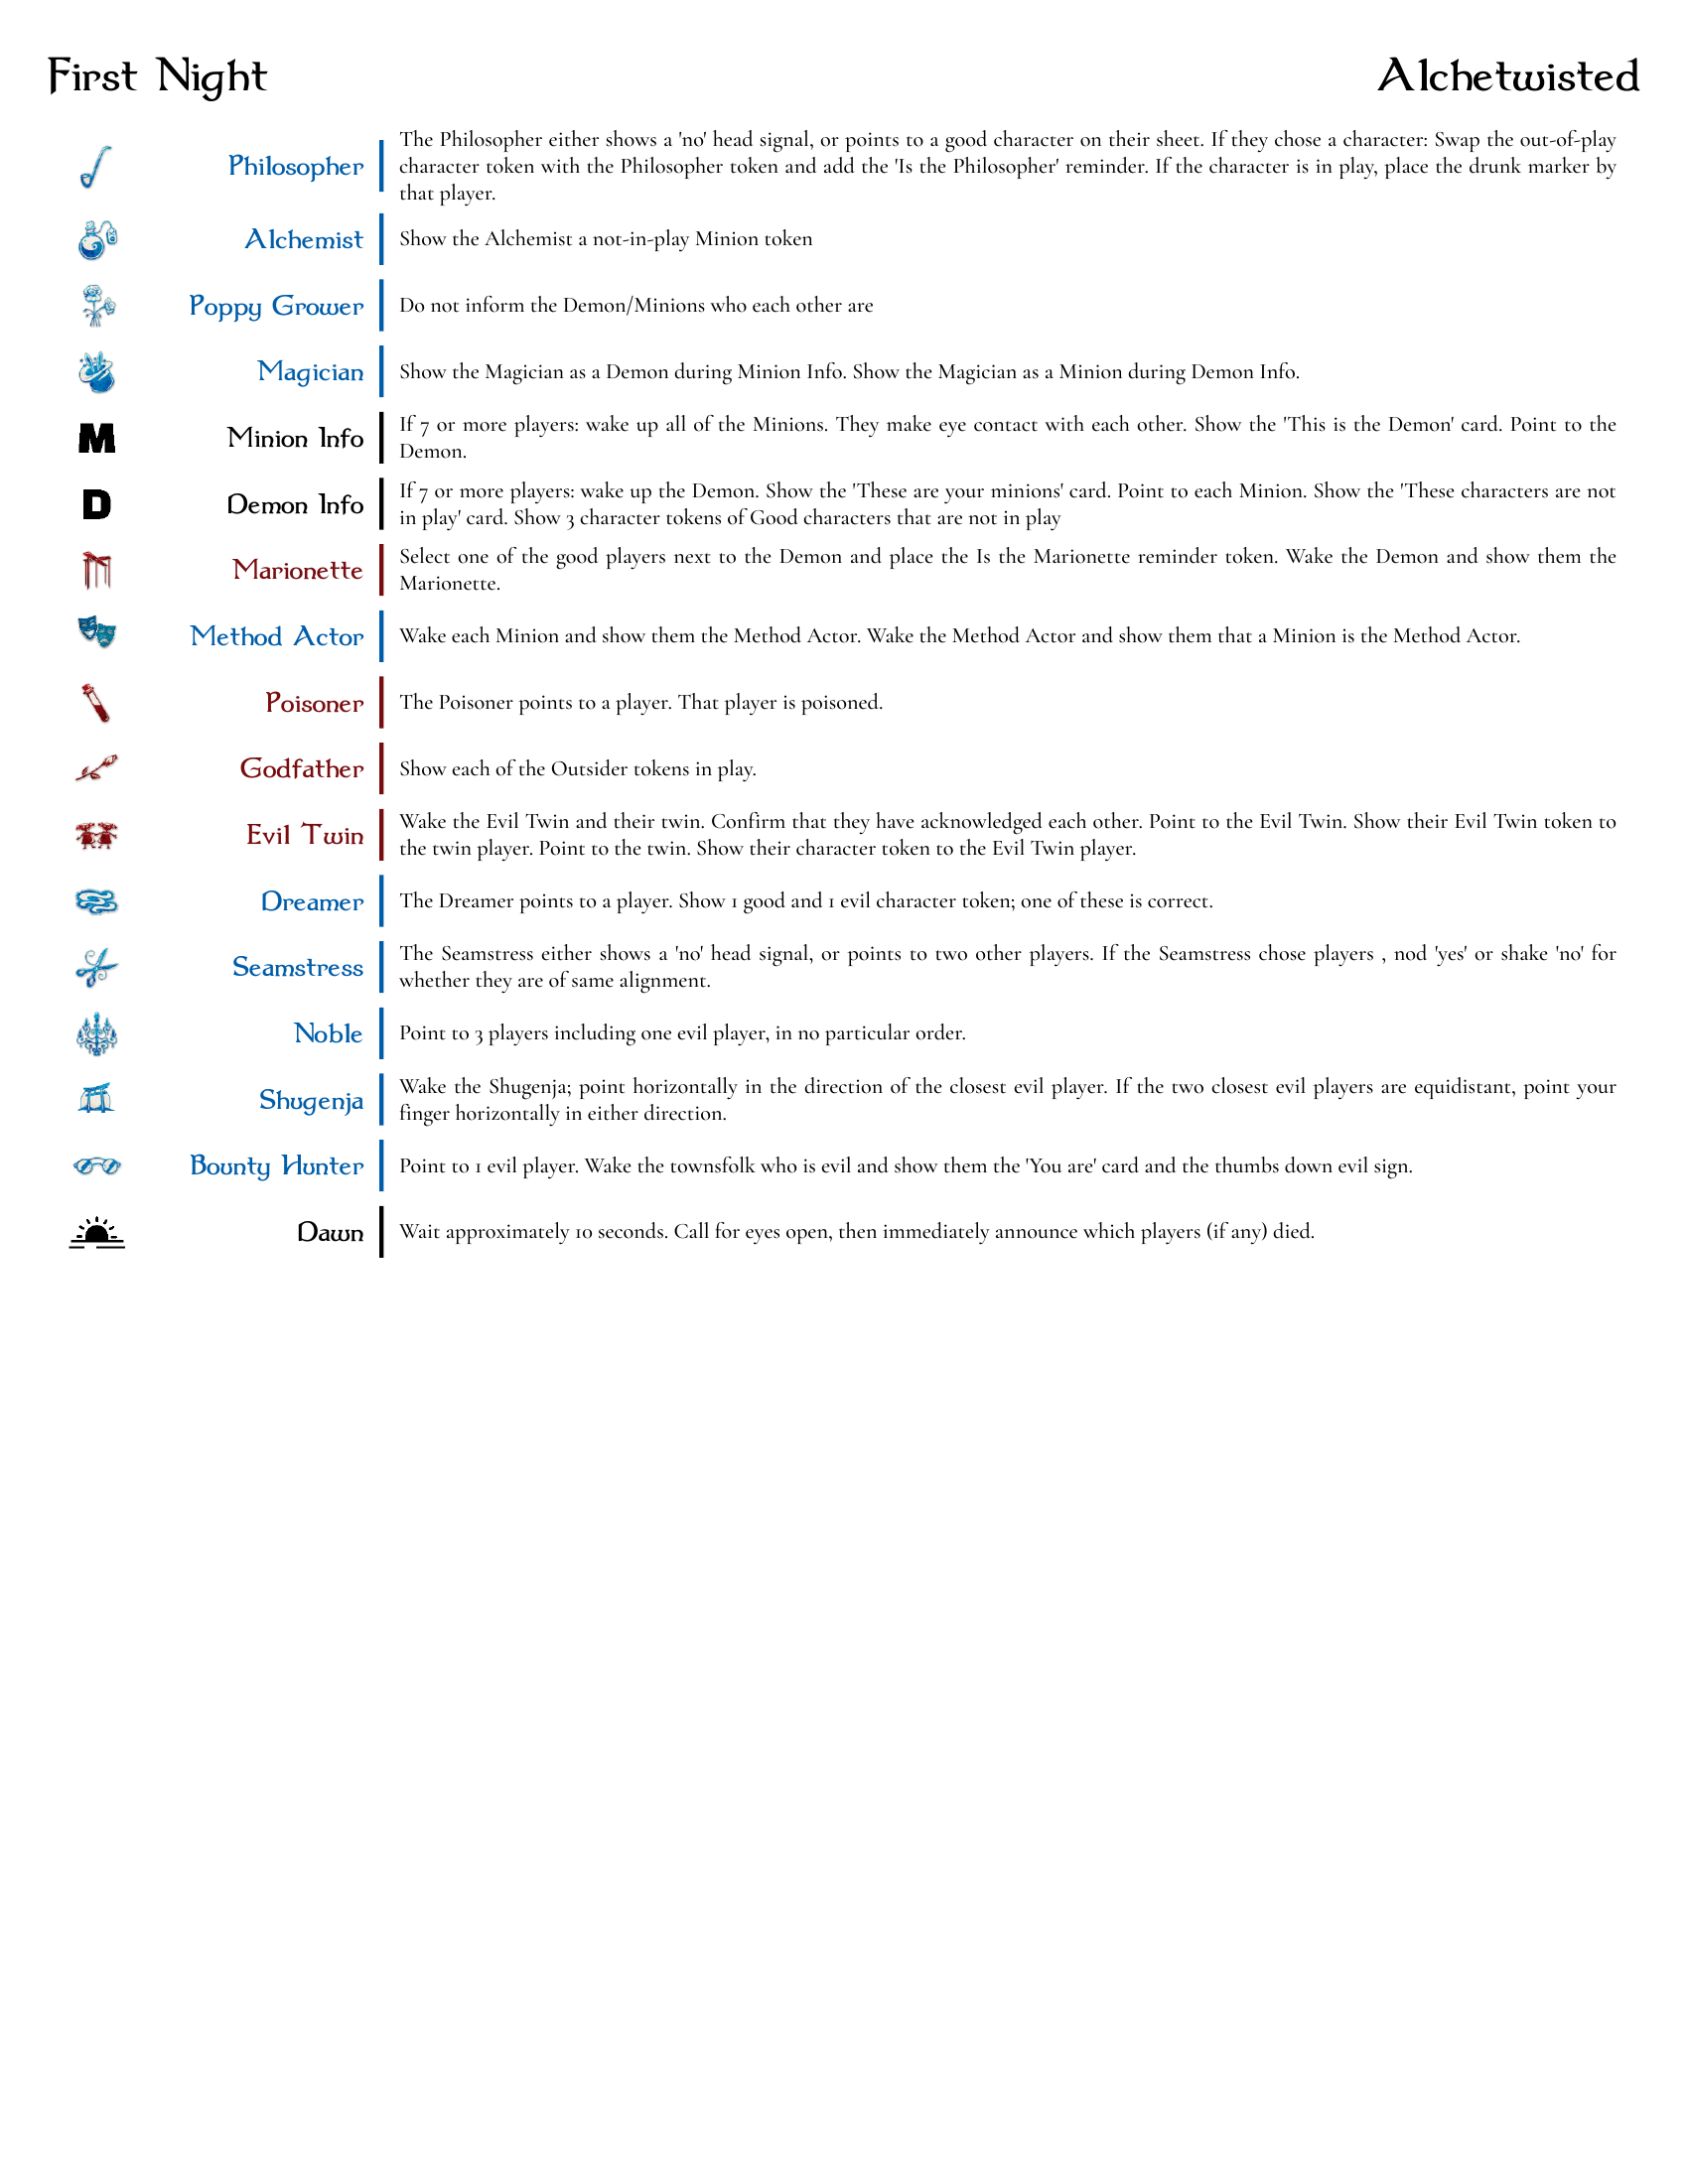 First Night
Alchetwisted
Philosopher
The Philosopher either shows a 'no' head signal, or points to a good character on their sheet. If they chose a character: Swap the out-of-play
character token with the Philosopher token and add the 'Is the Philosopher' reminder. If the character is in play, place the drunk marker by
that player.
Alchemist
Show the Alchemist a not-in-play Minion token
Poppy Grower
Do not inform the Demon/Minions who each other are
Magician
Show the Magician as a Demon during Minion Info. Show the Magician as a Minion during Demon Info.
M
Minion Info
If 7 or more players: wake up all of the Minions. They make eye contact with each other. Show the 'This is the Demon' card. Point to the
Demon.
D
Demon Info
If 7 or more players: wake up the Demon. Show the 'These are your minions' card. Point to each Minion. Show the 'These characters are not
in play' card. Show 3 character tokens of Good characters that are not in play
Marionette
Select one of the good players next to the Demon and place the Is the Marionette reminder token. Wake the Demon and show them the
Marionette.
Method Actor
Wake each Minion and show them the Method Actor. Wake the Method Actor and show them that a Minion is the Method Actor.
Poisoner
The Poisoner points to a player. That player is poisoned.
Godfather
Show each of the Outsider tokens in play.
Evil Twin
Wake the Evil Twin and their twin. Confirm that they have acknowledged each other. Point to the Evil Twin. Show their Evil Twin token to
the twin player. Point to the twin. Show their character token to the Evil Twin player.
Dreamer
The Dreamer points to a player. Show 1 good and 1 evil character token; one of these is correct.
Seamstress
The Seamstress either shows a 'no' head signal, or points to two other players. If the Seamstress chose players , nod 'yes' or shake 'no' for
whether they are of same alignment.
Noble
Point to 3 players including one evil player, in no particular order.
Shugenja
Wake the Shugenja; point horizontally in the direction of the closest evil player. If the two closest evil players are equidistant, point your
finger horizontally in either direction.
Bounty Hunter
Point to 1 evil player. Wake the townsfolk who is evil and show them the 'You are' card and the thumbs down evil sign.
Dawn
Wait approximately 10 seconds. Call for eyes open, then immediately announce which players (if any) died.